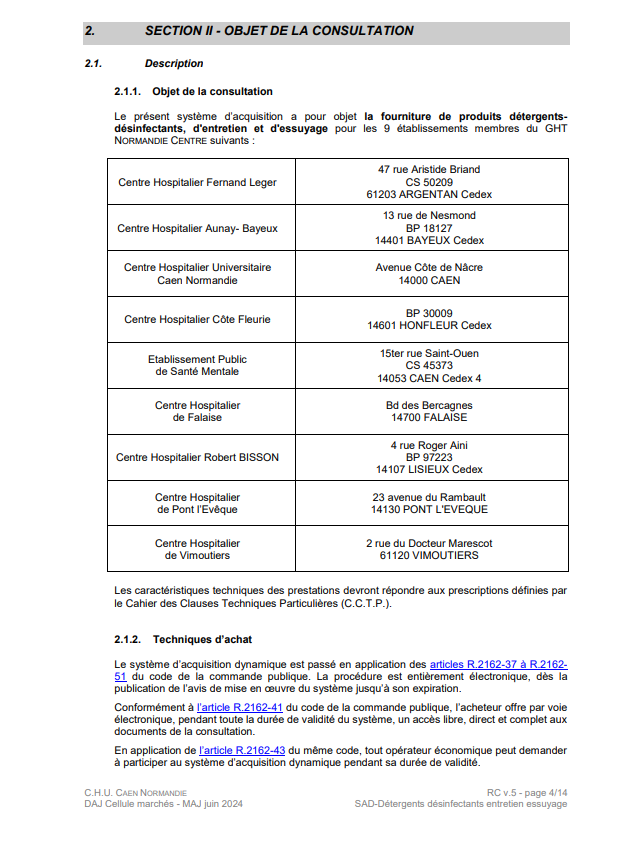 2. SECTION II - OBJET DE LA CONSULTATION
2.1. Description
2.1.1. Objet de la consultation
Le présent système d'acquisition a pour objet la fourniture de produits détergents-
désinfectants, d'entretien et d'essuyage pour les 9 établissements membres du GHT
NORMANDIE CENTRE suivants :
Centre Hospitalier Fernand Leger
47 rue Aristide Briand
CS 50209
61203 ARGENTAN Cedex
Centre Hospitalier Aunay- Bayeux
13 rue de Nesmond
BP 18127
14401 BAYEUX Cedex
Centre Hospitalier Universitaire
Caen Normandie
Avenue Côte de Nâcre
14000 CAEN
Centre Hospitalier Côte Fleurie
BP 30009
14601 HONFLEUR Cedex
Etablissement Public
de Santé Mentale
15ter rue Saint-Ouen
CS 45373
14053 CAEN Cedex 4
Centre Hospitalier
de Falaise
Bd des Bercagnes
14700 FALAISE
Centre Hospitalier Robert BISSON
4 rue Roger Aini
BP 97223
14107 LISIEUX Cedex
Centre Hospitalier
de Pont l'Evêque
23 avenue du Rambault
14130 PONT L'EVEQUE
Centre Hospitalier
de Vimoutiers
2 rue du Docteur Marescot
61120 VIMOUTIERS
Les caractéristiques techniques des prestations devront répondre aux prescriptions définies par
le Cahier des Clauses Techniques Particulières (C.C.T.P.).
2.1.2. Techniques d'achat
Le système d'acquisition dynamique est passé en application des articles R.2162-37 à R.2162-
51 du code de la commande publique. La procédure est entièrement électronique, dès la
publication de l'avis de mise en œuvre du système jusqu'à son expiration.
Conformément à l'article R.2162-41 du code de la commande publique, l'acheteur offre par voie
électronique, pendant toute la durée de validité du système, un accès libre, direct et complet aux
documents de la consultation.
En application de l'article R.2162-43 du même code, tout opérateur économique peut demander
à participer au système d'acquisition dynamique pendant sa durée de validité.
C.H.U. CAEN NORMANDIE
RC v.5 - page 4/14
DAJ Cellule marchés - MAJ juin 2024
SAD-Détergents désinfectants entretien essuyage